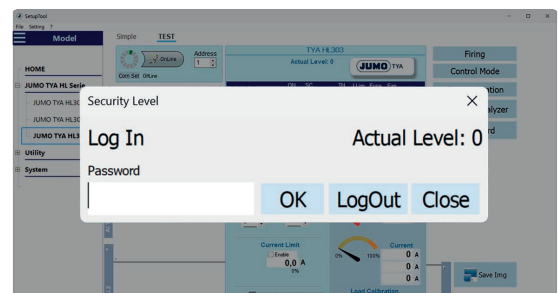 SetupTool
File Setting ?
Model
Simple TEST
OnLine
Address
1
Com Set OnLine
TYA HL303
Actual Level: 0
JUMO TYA
Firing
Control Mode
HOME
JUMO TYA HL Serie
JUMO TYA HL30
JUMO TYA HL30
JUMO TYA HL3
Utility
System
Security Level
Log In
Actual Level: 0
Password
OK LogOut Close
Current Limit
Enable
0,0 A
0%
0% 100%
Current
0 A
0 A
0 A
Load Calibration
Save Img